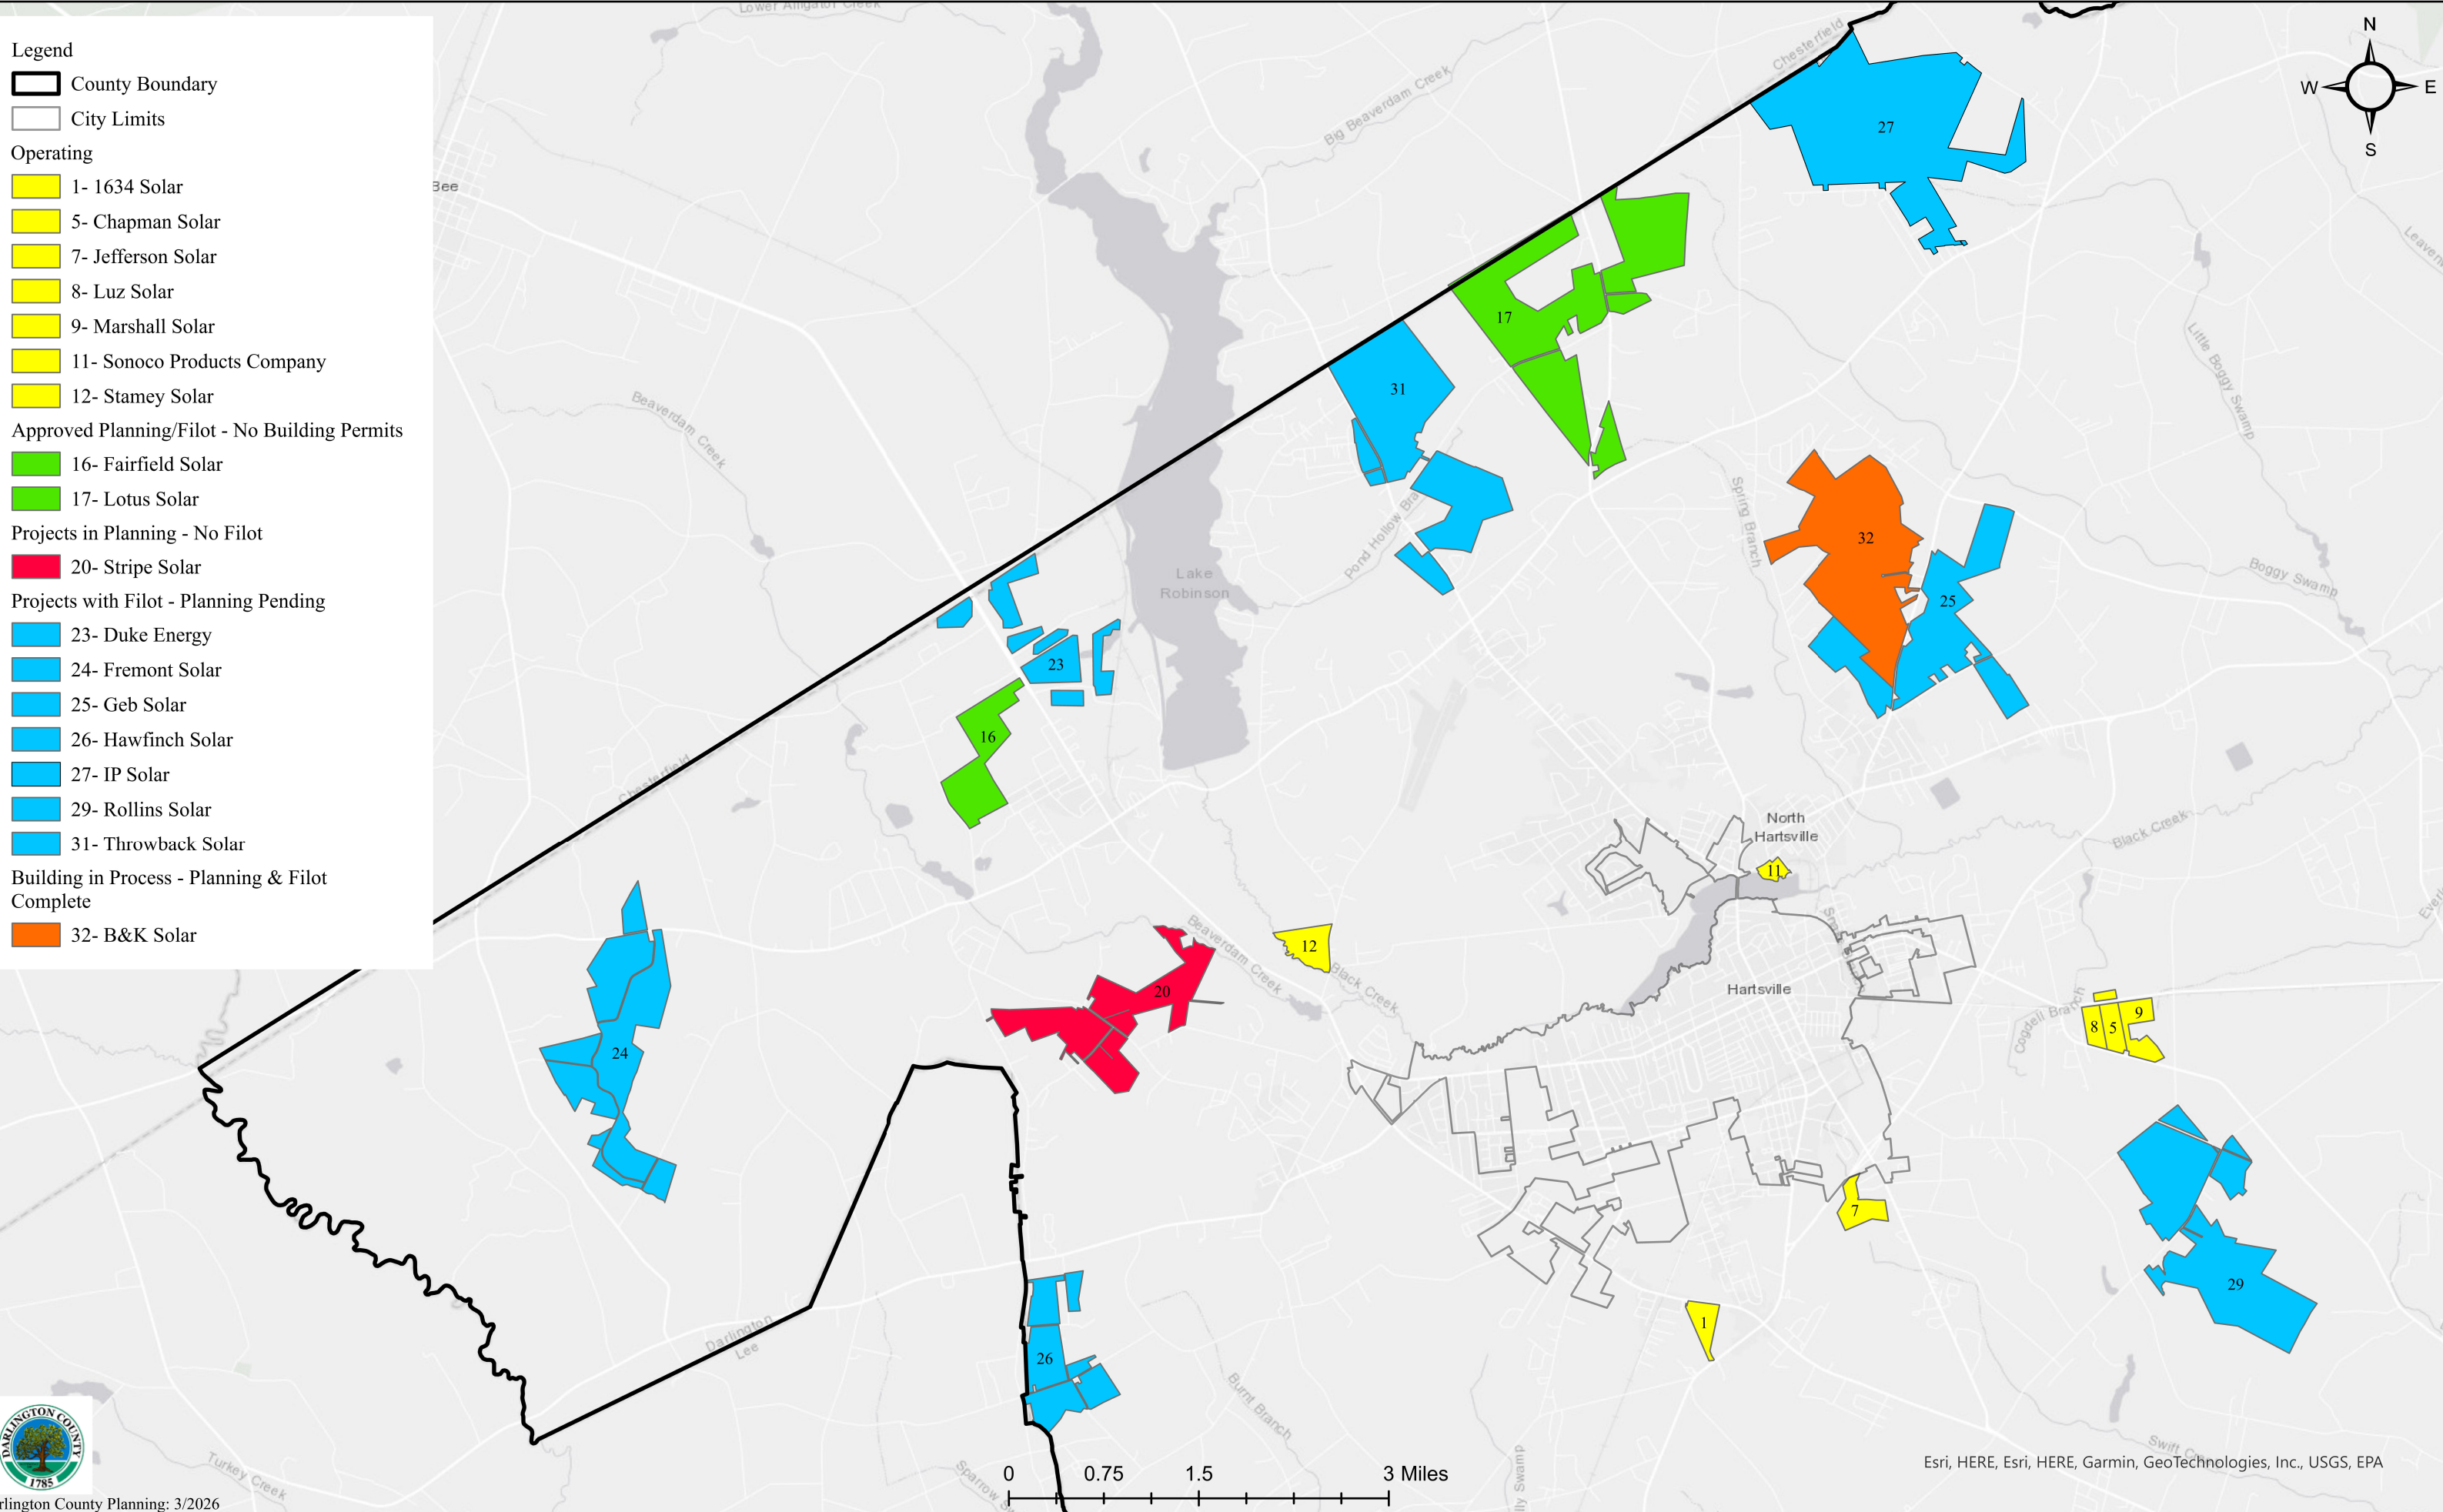 Legend
County Boundary
City Limits
Operating
1- 1634 Solar
5- Chapman Solar
7- Jefferson Solar
8- Luz Solar
9- Marshall Solar
11- Sonoco Products Company
12- Stamey Solar
Approved Planning/Filot - No Building Permits
16- Fairfield Solar
17- Lotus Solar
Projects in Planning - No Filot
20- Stripe Solar
Projects with Filot - Planning Pending
23- Duke Energy
24- Fremont Solar
25- Geb Solar
26- Hawfinch Solar
27- IP Solar
29- Rollins Solar
31- Throwback Solar
Building in Process - Planning & Filot
Complete
32- B&K Solar
Lower Alligator Creek
Big Beaverdam Creek
Chesterfield
N
W
E
S
27
Bee
17
31
Little Boggy Swamp
Beaverdam Creek
Spring Branch
32
Boggy Swamp
Pond Hollow Bra
Lake
Robinson
25
23
16
Chesterfield
North
Hartsville
Black Creek
11
12
Beaverdam Creek
Black Creek
20
Hartsville
Cogdell Branch
8
5
9
24
7
29
1
26
Darlington
Lee
Burnt Branch
Turkey Creek
Sparrow S
lly Swamp
Swift C
0
0.75
1.5
3 Miles
Esri, HERE, Esri, HERE, Garmin, GeoTechnologies, Inc., USGS, EPA
DARLINGTON COUNTY
1785
rlington County Planning: 3/2026